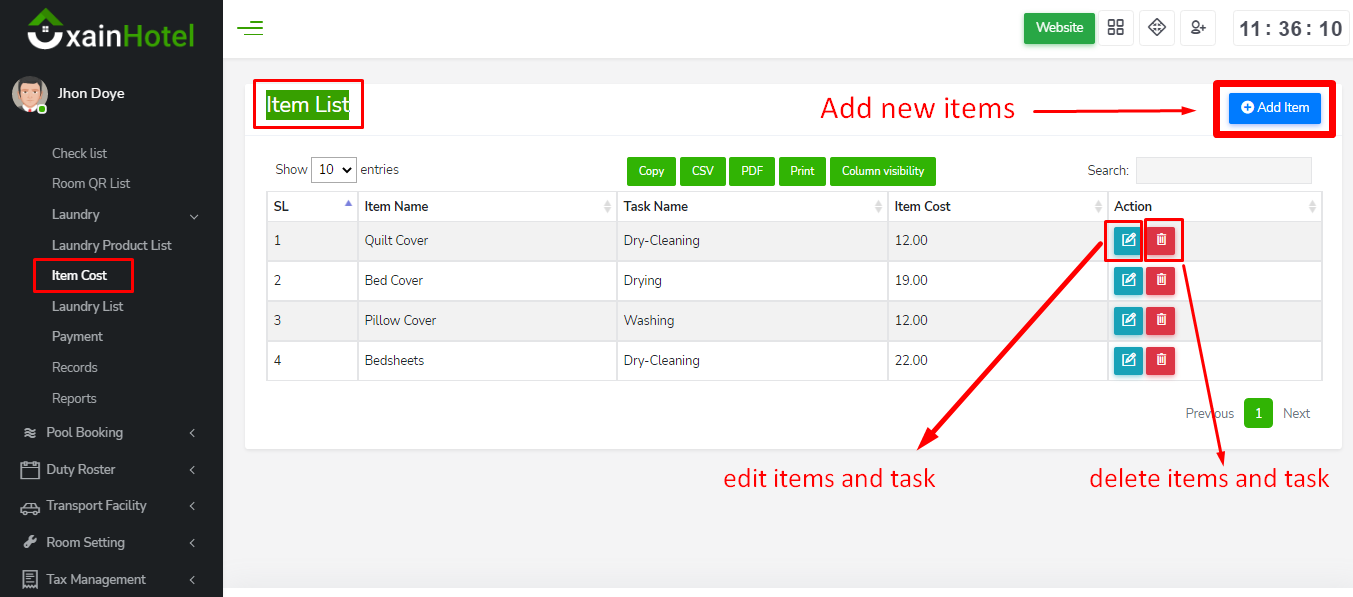 xainHotel
Jhon Doye
Check list
Room QR List
Laundry
Laundry Product List
Item Cost
Laundry List
Payment
Records
Reports
Pool Booking
Duty Roster
Transport Facility
Room Setting
Tax Management
Website
11: 36: 10
Item List
Add new items
Add Item
Show 10 entries
Copy CSV PDF Print Column visibility
Search:
SL Item Name Task Name Item Cost Action
1 Quilt Cover Dry-Cleaning 12.00
2 Bed Cover Drying 19.00
3 Pillow Cover Washing 12.00
4 Bedsheets Dry-Cleaning 22.00
Previous 1 Next
edit items and task
delete items and task